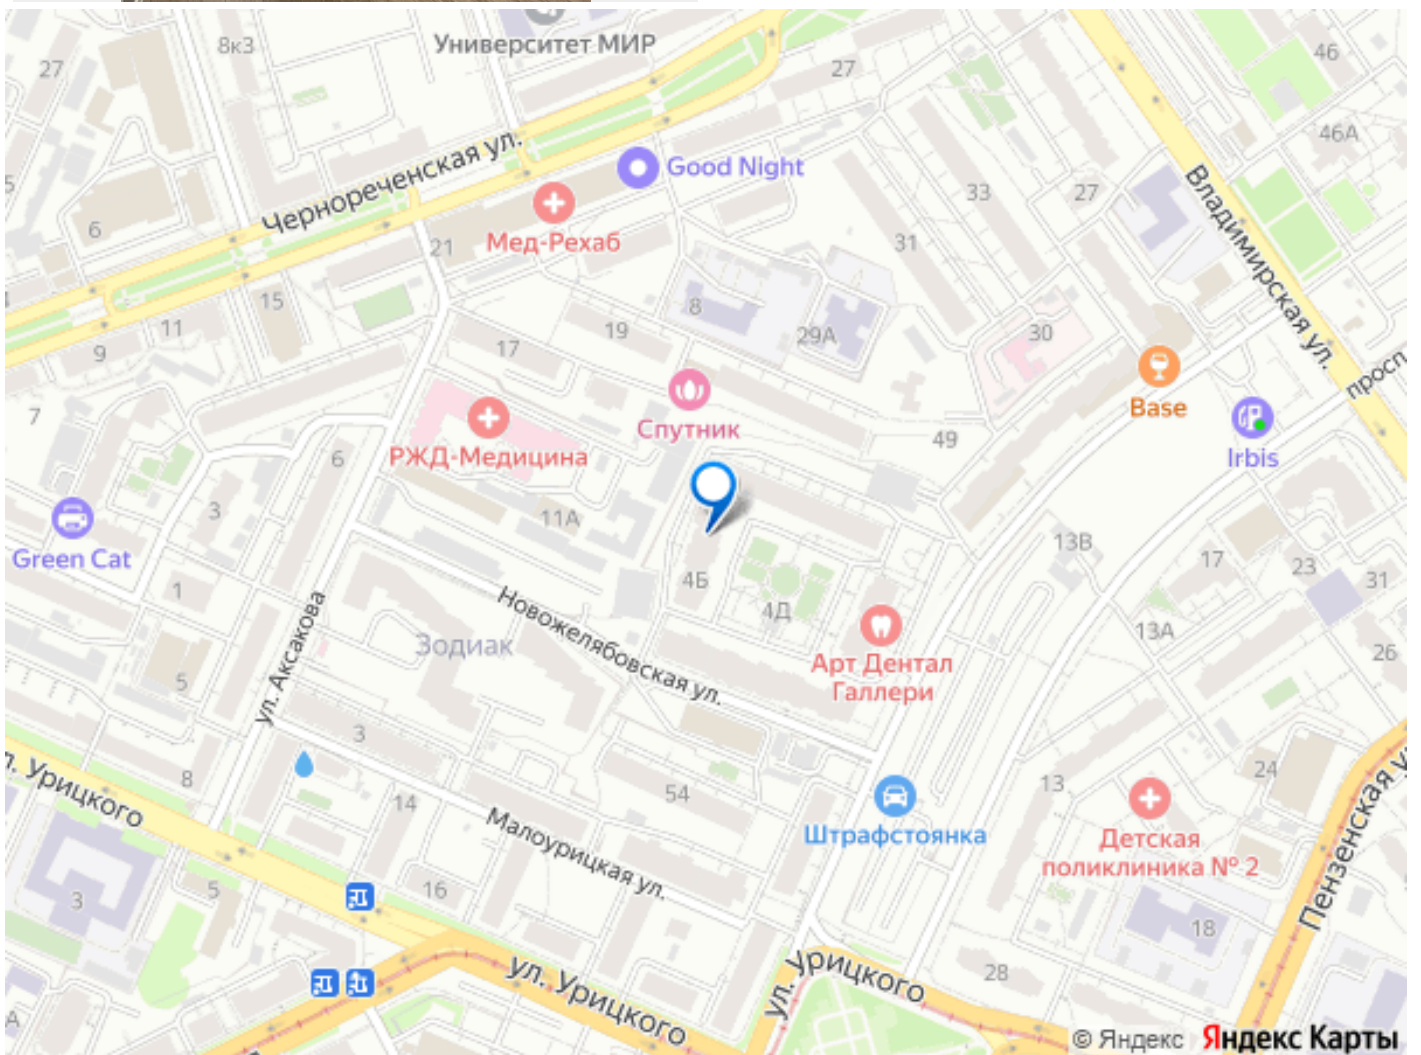 8к3
Университет МИР
27
27
46
46А
Чернореченская ул.
Good Night
Мед-Рехаб
6
21
33
27
31
Владимирская ул.
15
11
9
19
8
29А
17
30
просп.
7
Спутник
Base
49
Irbis
РЖД-Медицина
6
3
11А
Green Cat
1
4Б
13В
17
23
31
Новожелябовская ул.
4Д
13А
Зодиак
ул. Аксакова
Арт Дентал
Галлери
26
5
3
8
14
54
Малоурицкая ул.
Штрафстоянка
13
24
Детская
поликлиника № 2
Пензенская у
л. Урицкого
3
5
16
18
ул. Урицкого
ул. Урицкого
28
А
© Яндекс Яндекс Карты